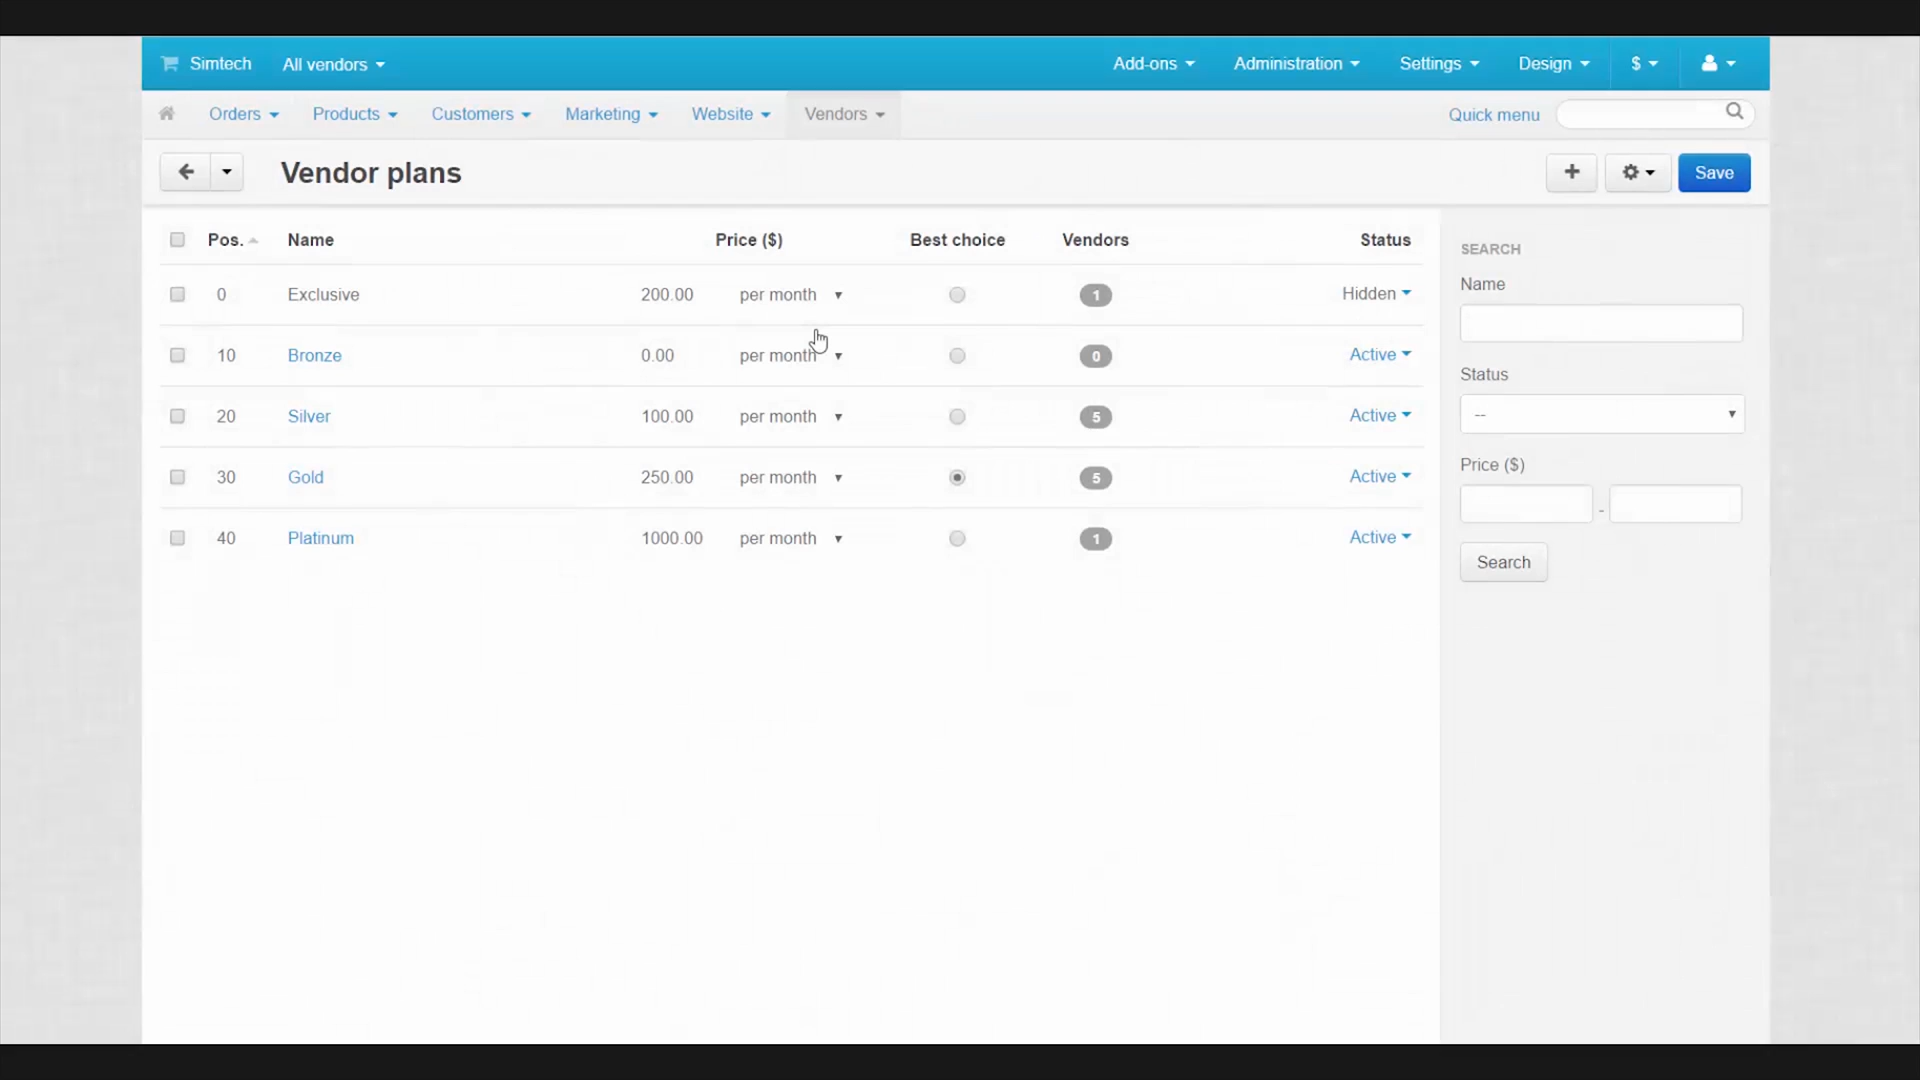 Simtech All vendors Add-ons Administration Settings Design $
Orders Products Customers Marketing Website Vendors Quick menu
Vendor plans Save
Pos. Name Price ($) Best choice Vendors Status
0 Exclusive 200.00 per month 1 Hidden
10 Bronze 0.00 per month 0 Active
20 Silver 100.00 per month 5 Active
30 Gold 250.00 per month 5 Active
40 Platinum 1000.00 per month 1 Active
SEARCH
Name
Status
--
Price ($)
-
Search